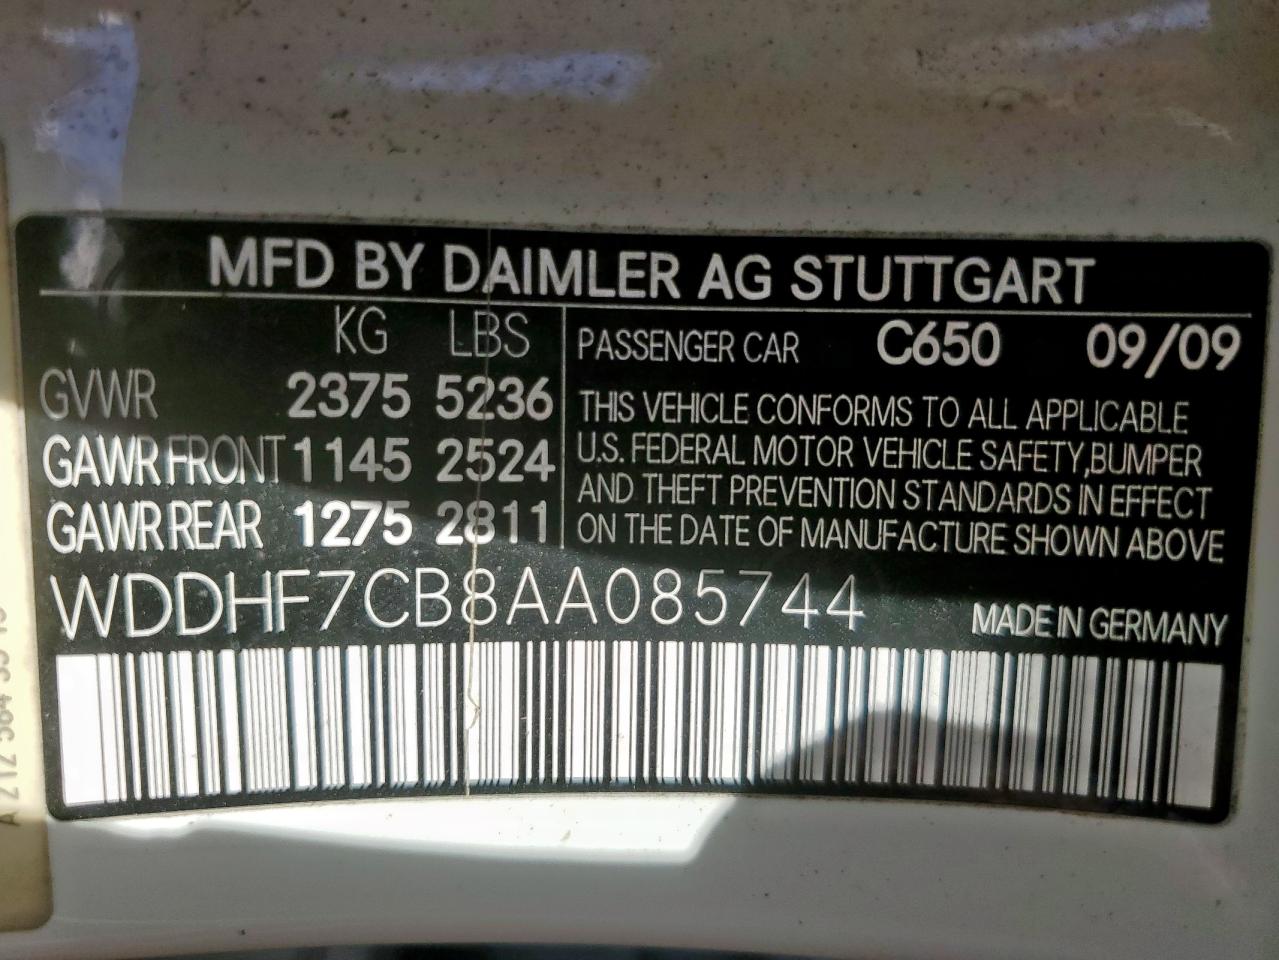 MFD BY DAIMLER AG STUTTGART
KG LBS
GVWR 2375 5236
GAWR FRONT 1145 2524
GAWR REAR 1275 2811
PASSENGER CAR C650 09/09
THIS VEHICLE CONFORMS TO ALL APPLICABLE
U.S. FEDERAL MOTOR VEHICLE SAFETY,BUMPER
AND THEFT PREVENTION STANDARDS IN EFFECT
ON THE DATE OF MANUFACTURE SHOWN ABOVE
WDDHF7CB8AA085744
MADE IN GERMANY
A 212 584